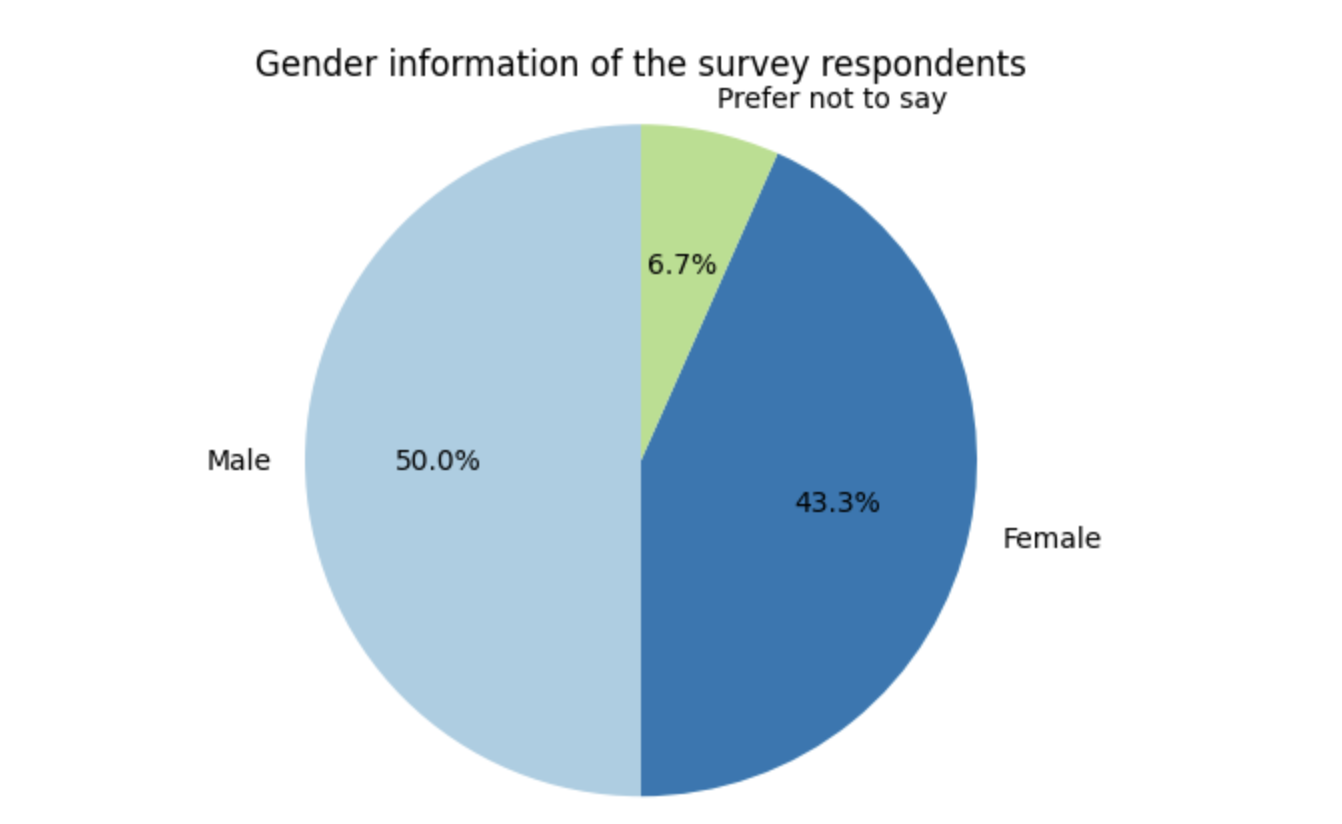 Gender information of the survey respondents
Prefer not to say
6.7%
Male
50.0%
43.3%
Female